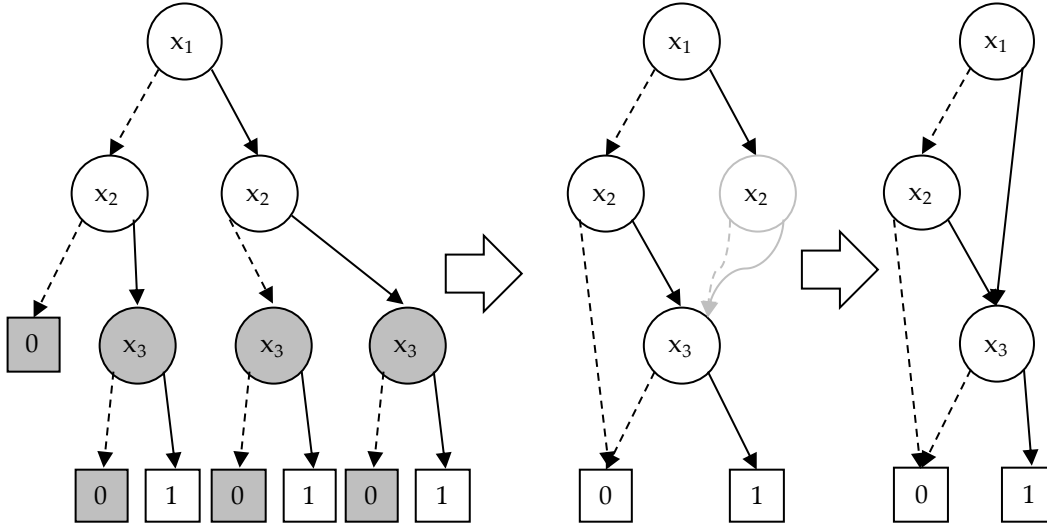 x₁ x₁ x₁
x₂ x₂ x₂ x₂ x₂
0 x₃ x₃ x₃ x₃ x₃
0 1 0 1 0 1 0 1 0 1